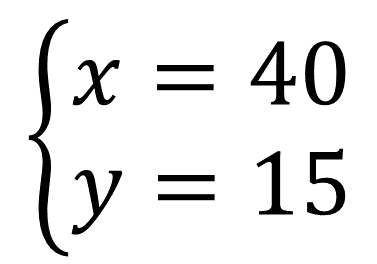 x = 40
y = 15